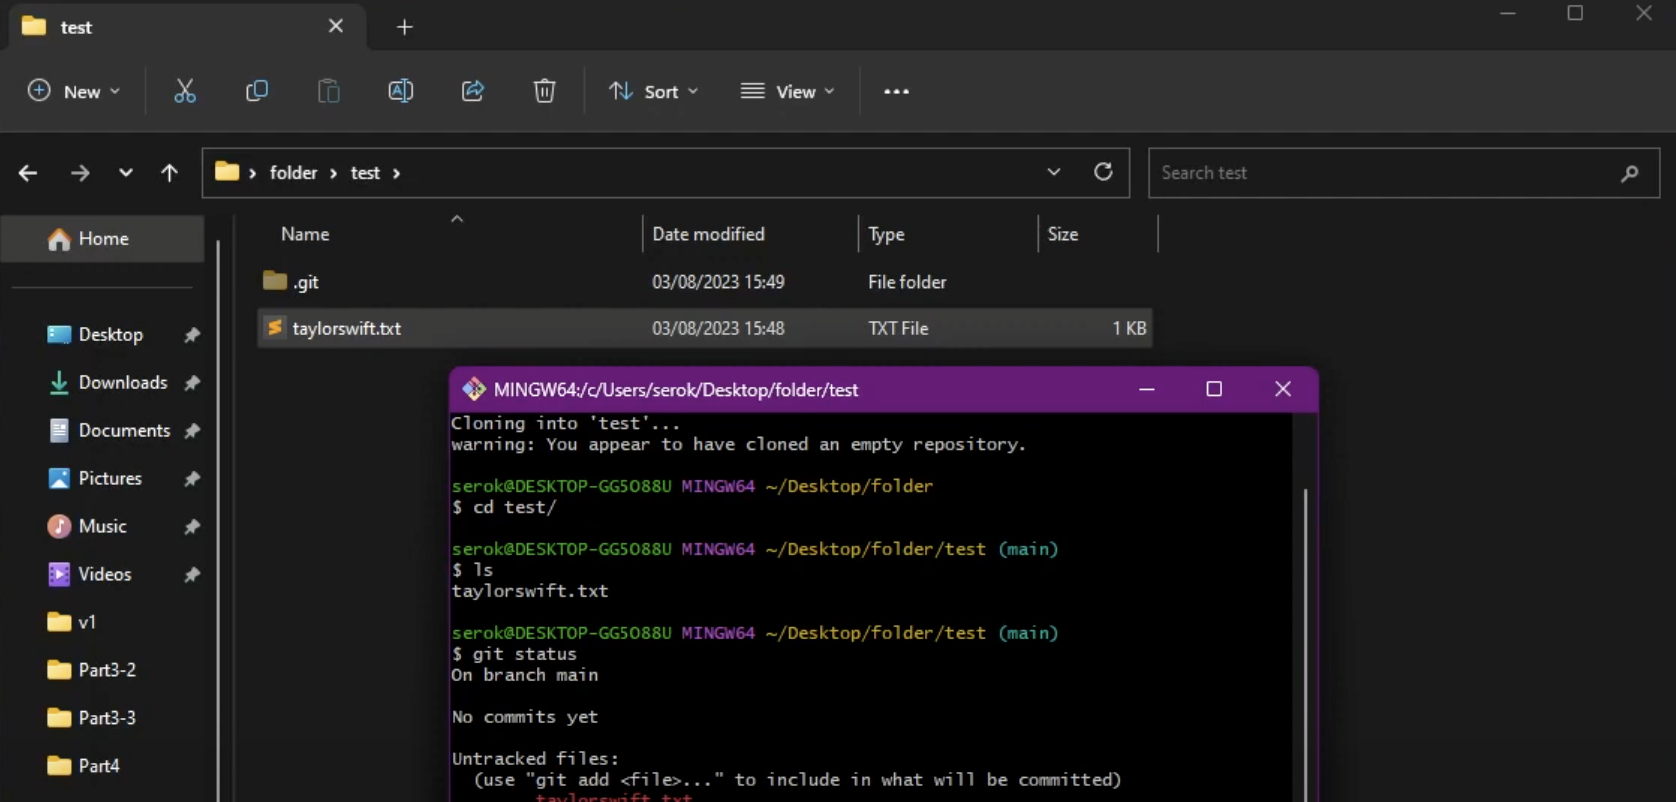 test
New
Sort
View
folder
test
Search test
Home
Desktop
Downloads
Documents
Pictures
Music
Videos
v1
Part3-2
Part3-3
Part4
Name Date modified Type Size
.git 03/08/2023 15:49 File folder
taylorswift.txt 03/08/2023 15:48 TXT File 1 KB
MINGW64:/c/Users/serok/Desktop/folder/test
Cloning into 'test'...
warning: You appear to have cloned an empty repository.
serok@DESKTOP-GG5O88U MINGW64 ~/Desktop/folder
$ cd test/
serok@DESKTOP-GG5O88U MINGW64 ~/Desktop/folder/test (main)
$ ls
taylorswift.txt
serok@DESKTOP-GG5O88U MINGW64 ~/Desktop/folder/test (main)
$ git status
On branch main
No commits yet
Untracked files:
(use "git add <file>..." to include in what will be committed)
taylorswift.txt